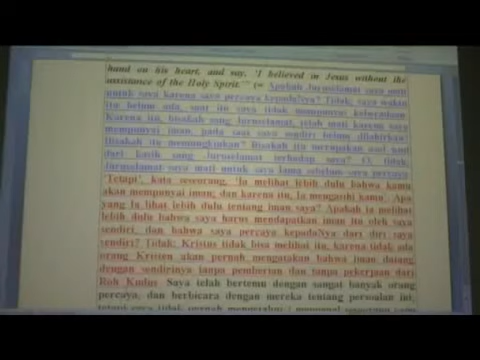 hand on his heart, and say, 'I believed in Jesus without the
assistance of the Holy Spirit.'" (= Apakah Juruselamat saya mati
untuk saya karena saya percaya kepadaNya? Tidak; saya waktu
itu belum ada, saat itu saya tidak mempunyai keberadaan.
Karena itu, bisakah sang Juruselamat, telah mati karena saya
mempunyai iman, pada saat saya sendiri belum dilahirkan?
Bisakah itu memungkinkan? Bisakah itu merupakan asal usul
dari kasih sang Juruselamat terhadap saya? O, tidak,
Juruselamat saya mati untuk saya lama sebelum saya percaya.
'Tetapi', kata seseorang, 'Ia melihat lebih dulu bahwa kamu
akan mempunyai iman; dan karena itu, Ia mengasihi kamu'. Apa
yang Ia lihat lebih dulu tentang iman saya? Apakah Ia melihat
lebih dulu bahwa saya harus mendapatkan iman itu oleh saya
sendiri, dan bahwa saya percaya kepadaNya dari diri saya
sendiri? Tidak; Kristus tidak bisa melihat itu, karena tidak ada
orang Kristen akan pernah mengatakan bahwa iman datang
dengan sendirinya tanpa pemberian dan tanpa pekerjaan dari
Roh Kudus. Saya telah bertemu dengan sangat banyak orang
percaya, dan berbicara dengan mereka tentang persoalan ini;
tetapi saya tidak pernah mengetahui